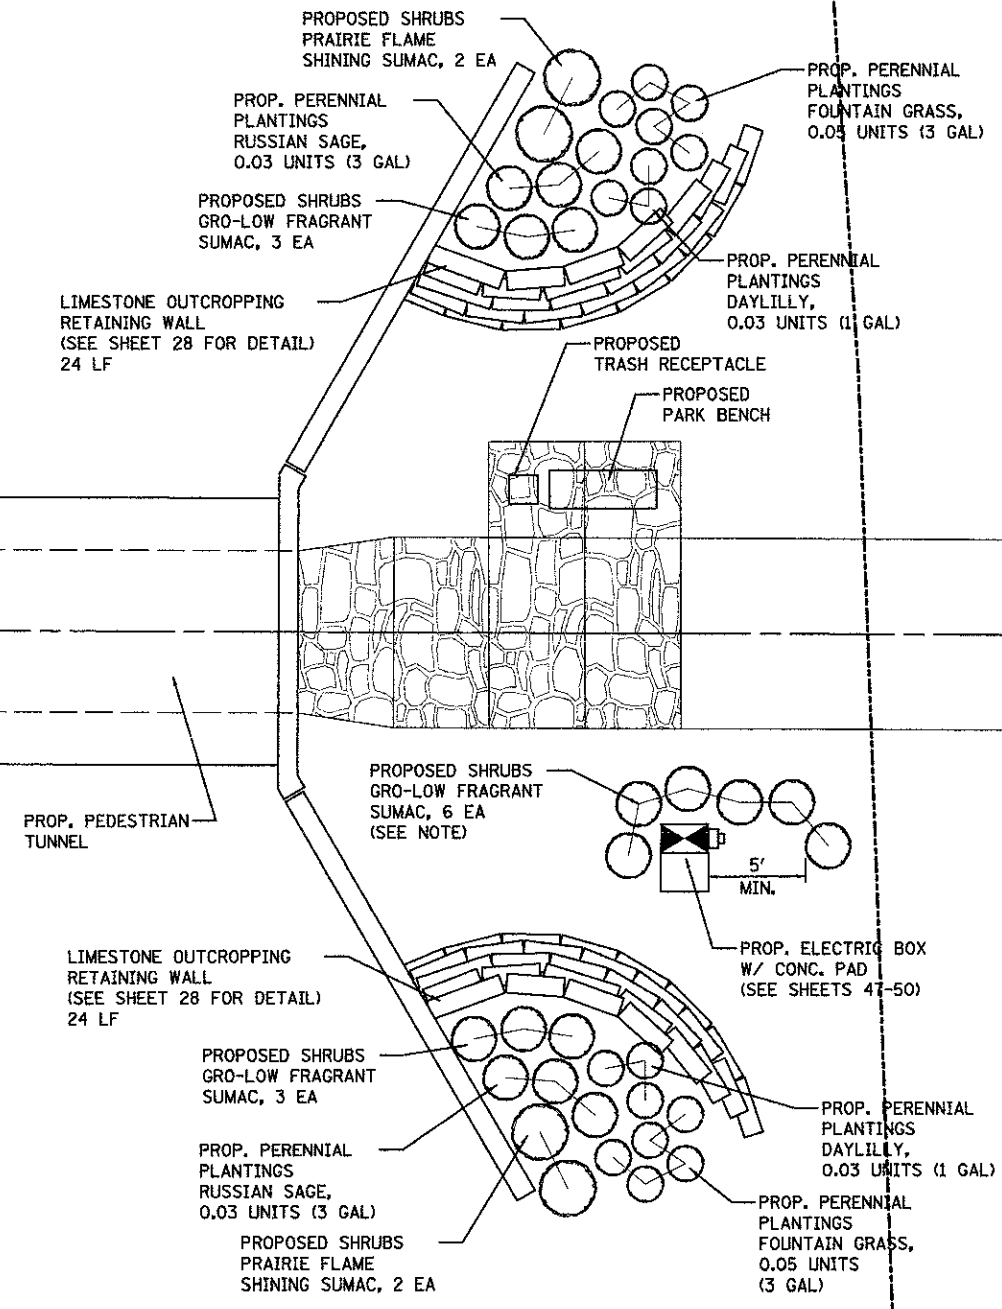 PROPOSED SHRUBS
PRAIRIE FLAME
SHINING SUMAC, 2 EA
PROP. PERENNIAL
PLANTINGS
FOUNTAIN GRASS,
0.05 UNITS (3 GAL)
PROP. PERENNIAL
PLANTINGS
RUSSIAN SAGE,
0.03 UNITS (3 GAL)
PROPOSED SHRUBS
GRO-LOW FRAGRANT
SUMAC, 3 EA
PROP. PERENNIAL
PLANTINGS
DAYLILLY,
0.03 UNITS (1 GAL)
LIMESTONE OUTCROPPING
RETAINING WALL
(SEE SHEET 28 FOR DETAIL)
24 LF
PROPOSED
TRASH RECEPTACLE
PROPOSED
PARK BENCH
PROP. PEDESTRIAN
TUNNEL
PROPOSED SHRUBS
GRO-LOW FRAGRANT
SUMAC, 6 EA
(SEE NOTE)
5'
MIN.
PROP. ELECTRIC BOX
W/ CONC. PAD
(SEE SHEETS 47-50)
LIMESTONE OUTCROPPING
RETAINING WALL
(SEE SHEET 28 FOR DETAIL)
24 LF
PROPOSED SHRUBS
GRO-LOW FRAGRANT
SUMAC, 3 EA
PROP. PERENNIAL
PLANTINGS
DAYLILLY,
0.03 UNITS (1 GAL)
PROP. PERENNIAL
PLANTINGS
RUSSIAN SAGE,
0.03 UNITS (3 GAL)
PROP. PERENNIAL
PLANTINGS
FOUNTAIN GRASS,
0.05 UNITS
(3 GAL)
PROPOSED SHRUBS
PRAIRIE FLAME
SHINING SUMAC, 2 EA